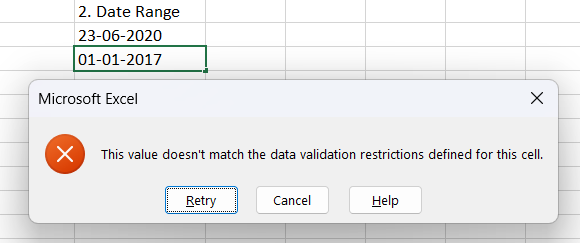 2. Date Range
23-06-2020
01-01-2017
Microsoft Excel
This value doesn't match the data validation restrictions defined for this cell.
Retry Cancel Help